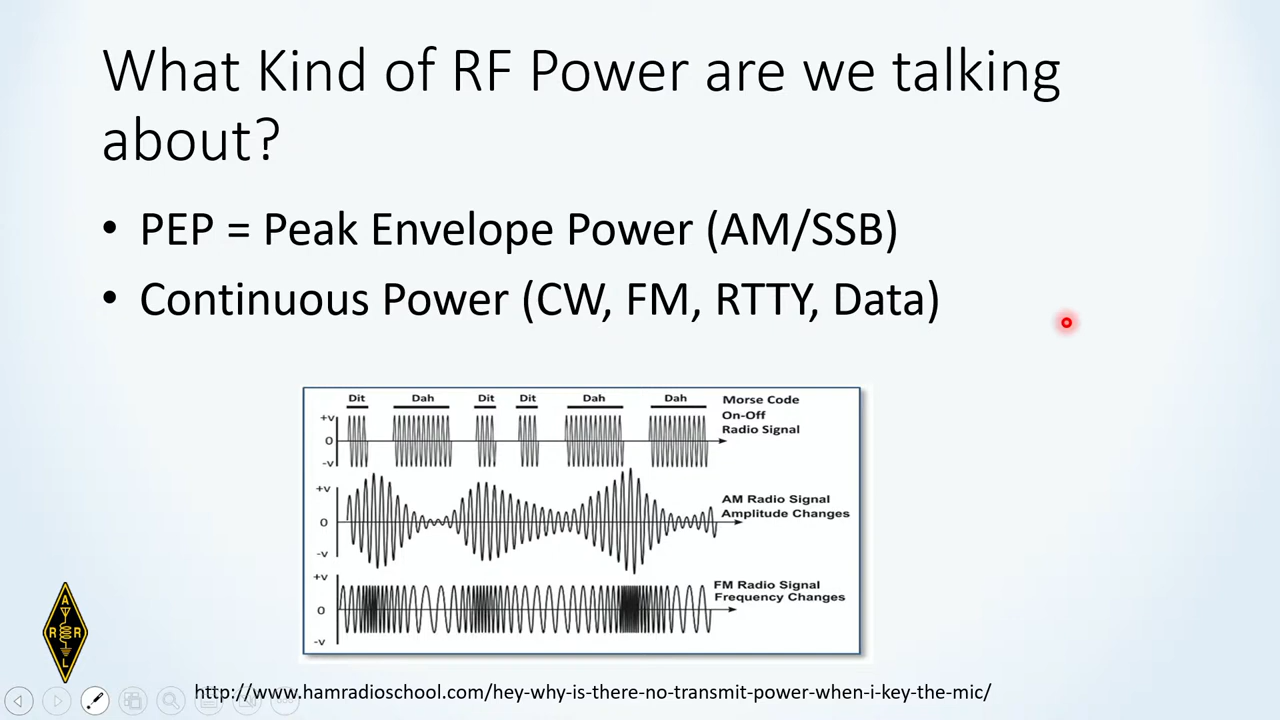 What Kind of RF Power are we talking
about?
• PEP = Peak Envelope Power (AM/SSB)
• Continuous Power (CW, FM, RTTY, Data)
Dit Dah Dit Dit Dah Dah
Morse Code
On-Off
Radio Signal
+v
0
-v
AM Radio Signal
Amplitude Changes
+v
0
-v
FM Radio Signal
Frequency Changes
+v
0
-v
A
R R
L
http://www.hamradioschool.com/hey-why-is-there-no-transmit-power-when-i-key-the-mic/